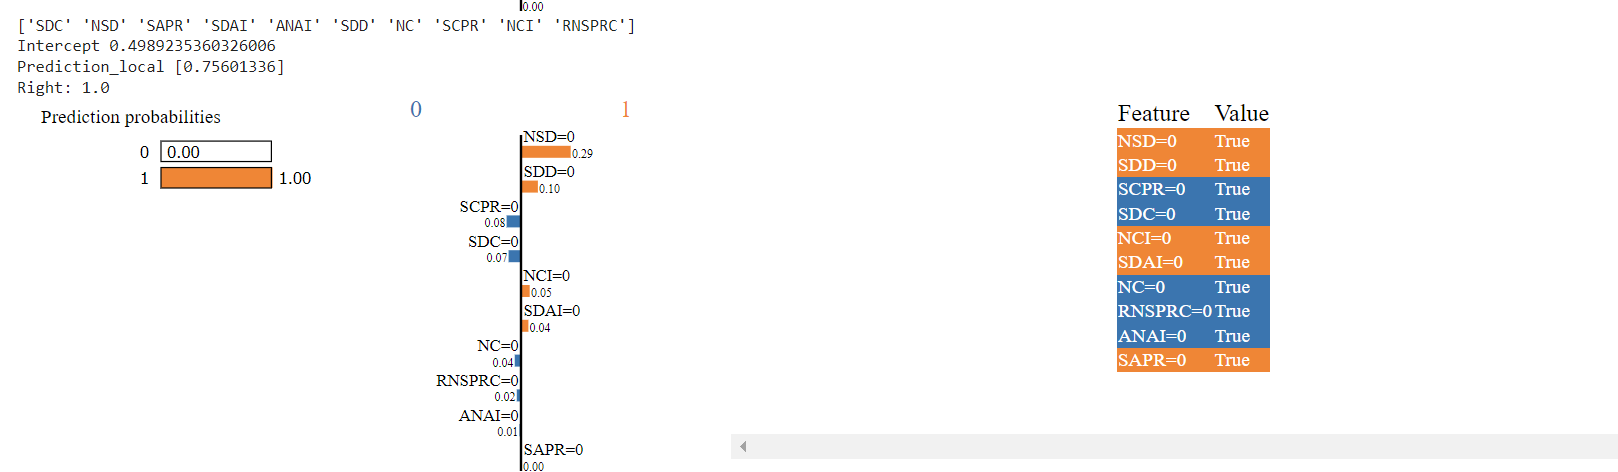 0.00
['SDC' 'NSD' 'SAPR' 'SDAI' 'ANAI' 'SDD' 'NC' 'SCPR' 'NCI' 'RNSPRC']
Intercept 0.4989235360326006
Prediction_local [0.75601336]
Right: 1.0
Prediction probabilities
0 0.00
1 1.00
0 1
NSD=0
0.29
SDD=0
0.10
SCPR=0
0.08
SDC=0
0.07
NCI=0
0.05
SDAI=0
0.04
NC=0
0.04
RNSPRC=0
0.02
ANAI=0
0.01
SAPR=0
0.00
Feature Value
NSD=0 True
SDD=0 True
SCPR=0 True
SDC=0 True
NCI=0 True
SDAI=0 True
NC=0 True
RNSPRC=0 True
ANAI=0 True
SAPR=0 True